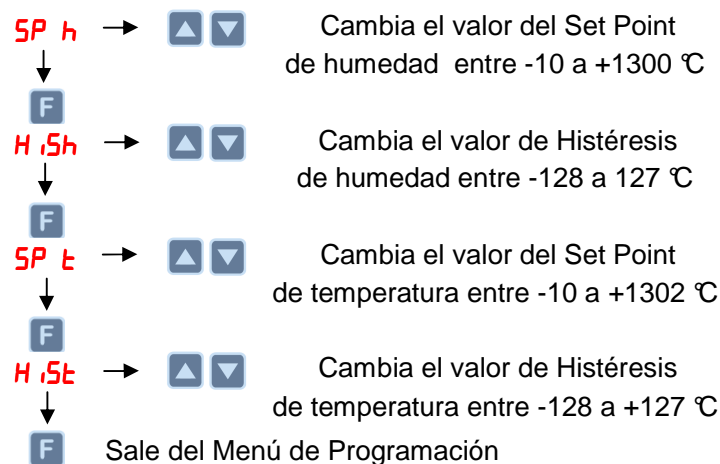 SP h Cambia el valor del Set Point
de humedad entre -10 a +1300 °C
F
HiSh Cambia el valor de Histéresis
de humedad entre -128 a 127 °C
F
SP t Cambia el valor del Set Point
de temperatura entre -10 a +1302 °C
F
HiSt Cambia el valor de Histéresis
de temperatura entre -128 a +127 °C
F Sale del Menú de Programación